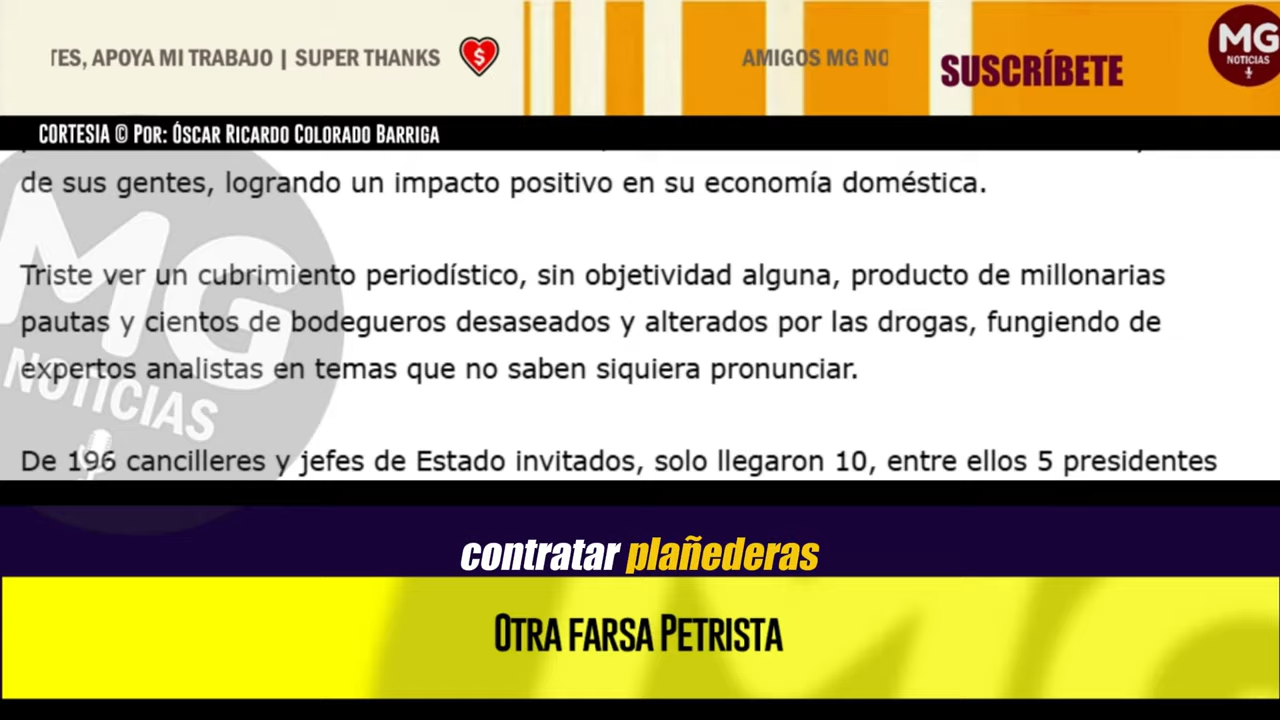 TES, APOYA MI TRABAJO | SUPER THANKS
$
AMIGOS MG NO
SUSCRÍBETE
MG
NOTICIAS
CORTESIA © POR: ÓSCAR RICARDO COLORADO BARRIGA
de sus gentes, logrando un impacto positivo en su economía doméstica.
Triste ver un cubrimiento periodístico, sin objetividad alguna, producto de millonarias
pautas y cientos de bodegueros desaseados y alterados por las drogas, fungiendo de
expertos analistas en temas que no saben siquiera pronunciar.
De 196 cancilleres y jefes de Estado invitados, solo llegaron 10, entre ellos 5 presidentes
MG
NOTICIAS
contratar plañederas
OTRA FARSA PETRISTA